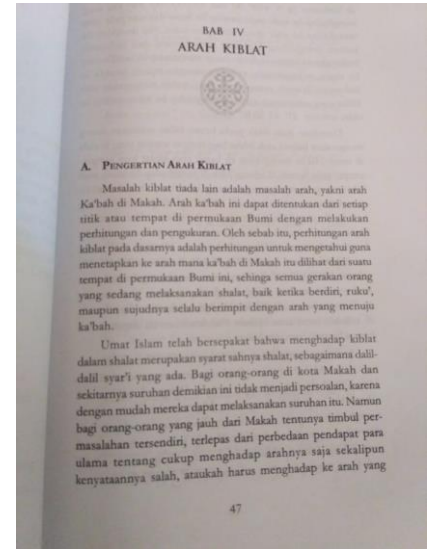 BAB IV
ARAH KIBLAT
A. PENGERTIAN ARAH KIBLAT
Masalah kiblat tiada lain adalah masalah arah, yakni arah
Ka'bah di Makah. Arah ka'bah ini dapat ditentukan dari setiap
titik atau tempat di permukaan Bumi dengan melakukan
perhitungan dan pengukuran. Oleh sebab itu, perhitungan arah
kiblat pada dasarnya adalah perhitungan untuk mengetahui guna
menetapkan ke arah mana ka'bah di Makah itu dilihat dari suatu
tempat di permukaan Bumi ini, sehinga semua gerakan orang
yang sedang melaksanakan shalat, baik ketika berdiri, ruku',
maupun sujudnya selalu berimpit dengan arah yang menuju
ka'bah.
Umat Islam telah bersepakat bahwa menghadap kiblat
dalam shalat merupakan syarat sahnya shalat, sebagaimana dalil-
dalil syar'i yang ada. Bagi orang-orang di kota Makah dan
sekitarnya suruhan demikian ini tidak menjadi persoalan, karena
dengan mudah mereka dapat melaksanakan suruhan itu. Namun
bagi orang-orang yang jauh dari Makah tentunya timbul per-
masalahan tersendiri, terlepas dari perbedaan pendapat para
ulama tentang cukup menghadap arahnya saja sekalipun
kenyataannya salah, ataukah harus menghadap ke arah yang
47